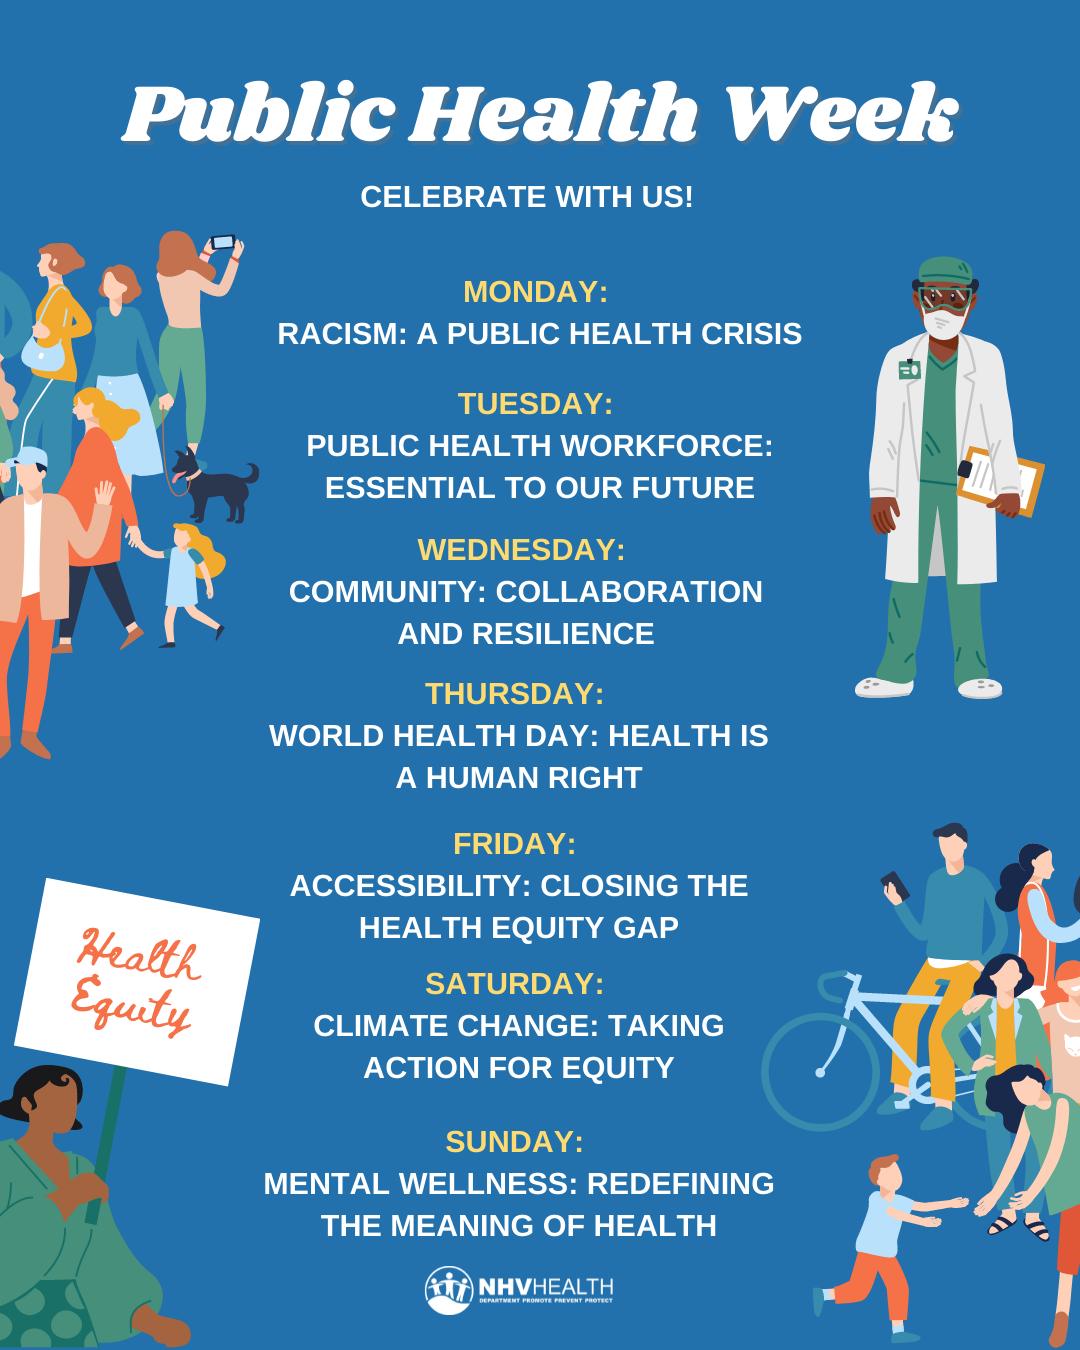 Public Health Week
CELEBRATE WITH US!
MONDAY:
RACISM: A PUBLIC HEALTH CRISIS
TUESDAY:
PUBLIC HEALTH WORKFORCE:
ESSENTIAL TO OUR FUTURE
WEDNESDAY:
COMMUNITY: COLLABORATION
AND RESILIENCE
THURSDAY:
WORLD HEALTH DAY: HEALTH IS
A HUMAN RIGHT
FRIDAY:
ACCESSIBILITY: CLOSING THE
HEALTH EQUITY GAP
Health
Equity
SATURDAY:
CLIMATE CHANGE: TAKING
ACTION FOR EQUITY
SUNDAY:
MENTAL WELLNESS: REDEFINING
THE MEANING OF HEALTH
NHVHEALTH
DEPARTMENT PROMOTE PREVENT PROTECT